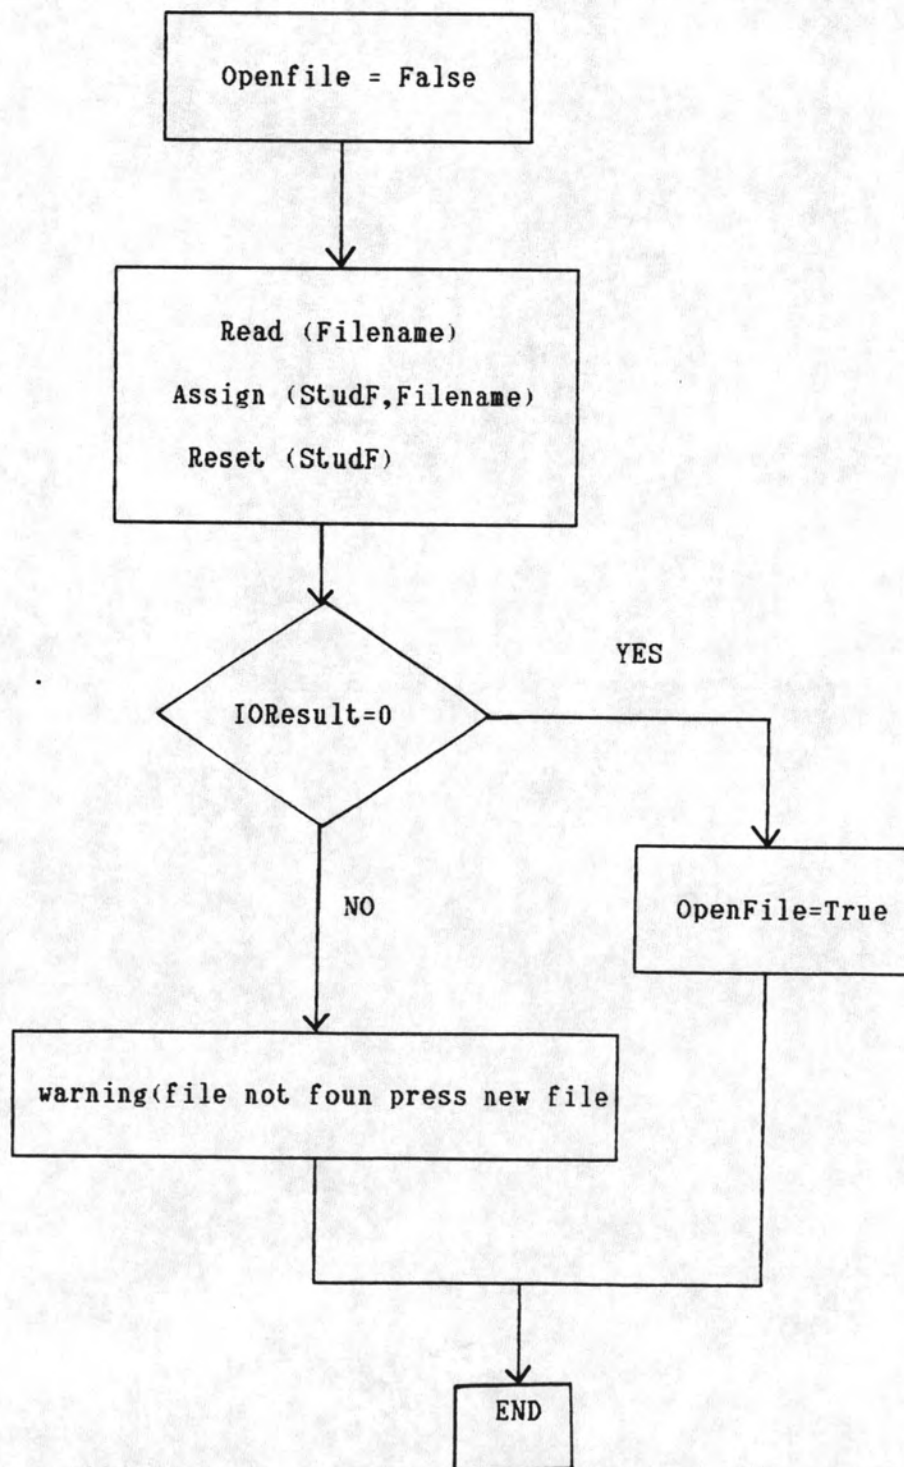 Openfile = False
Read (Filename)
Assign (StudF,Filename)
Reset (StudF)
IOResult=0
YES
NO
OpenFile=True
warning(file not foun press new file
END